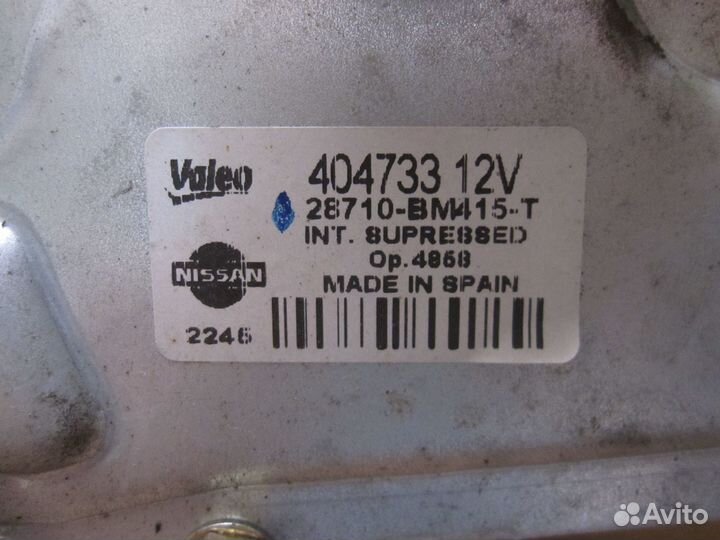 Valeo
404733 12V
28710-BM415-T
INT. SUPRESSED
Op.4858
NISSAN
MADE IN SPAIN
2246
Avito